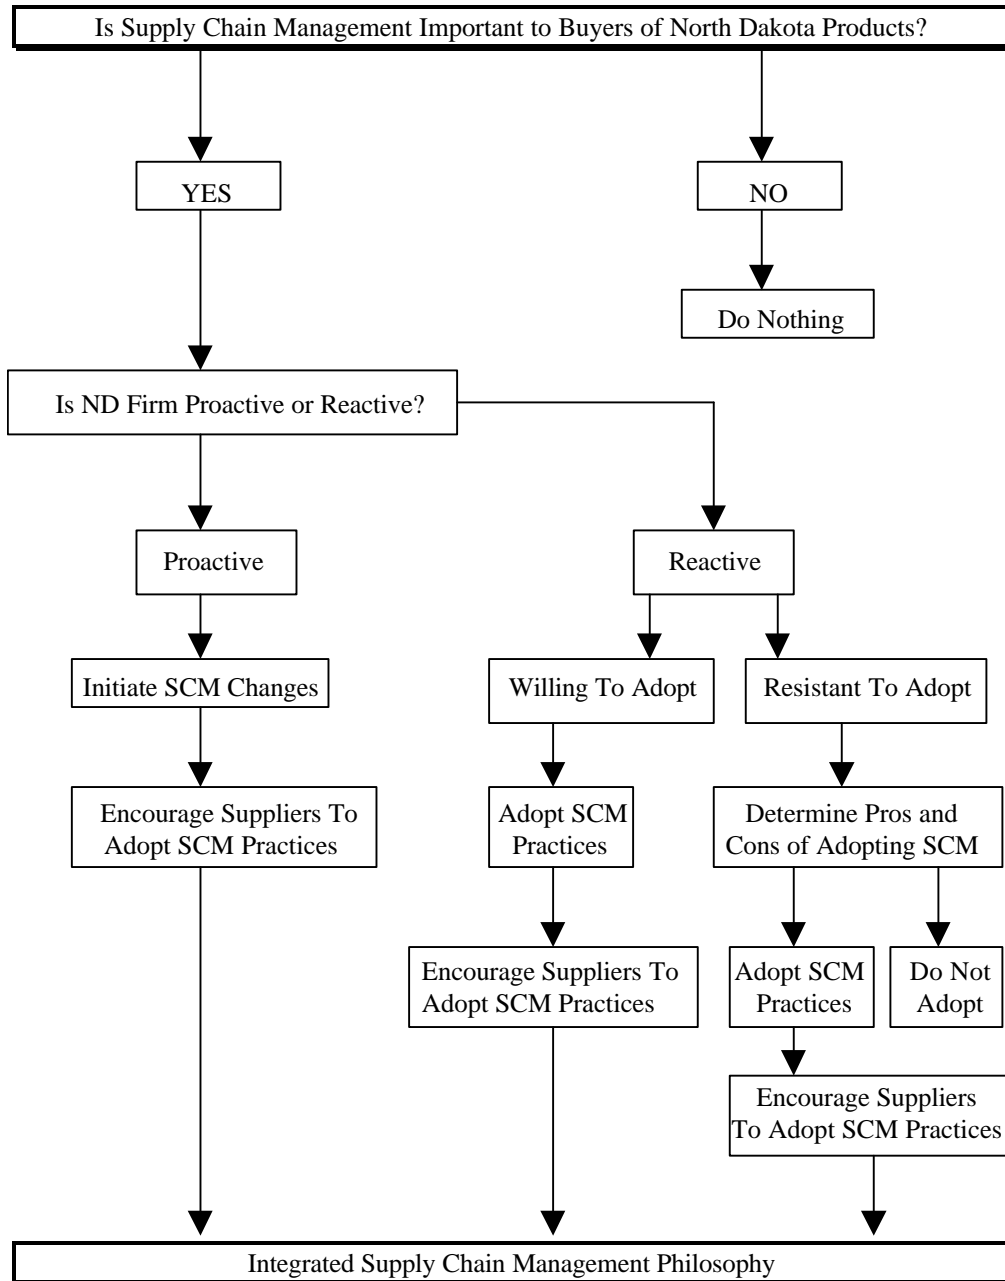 Is Supply Chain Management Important to Buyers of North Dakota Products?
YES
NO
Do Nothing
Is ND Firm Proactive or Reactive?
Proactive
Reactive
Initiate SCM Changes
Willing To Adopt
Resistant To Adopt
Encourage Suppliers To
Adopt SCM Practices
Adopt SCM
Practices
Determine Pros and
Cons of Adopting SCM
Encourage Suppliers To
Adopt SCM Practices
Adopt SCM
Practices
Do Not
Adopt
Encourage Suppliers
To Adopt SCM Practices
Integrated Supply Chain Management Philosophy